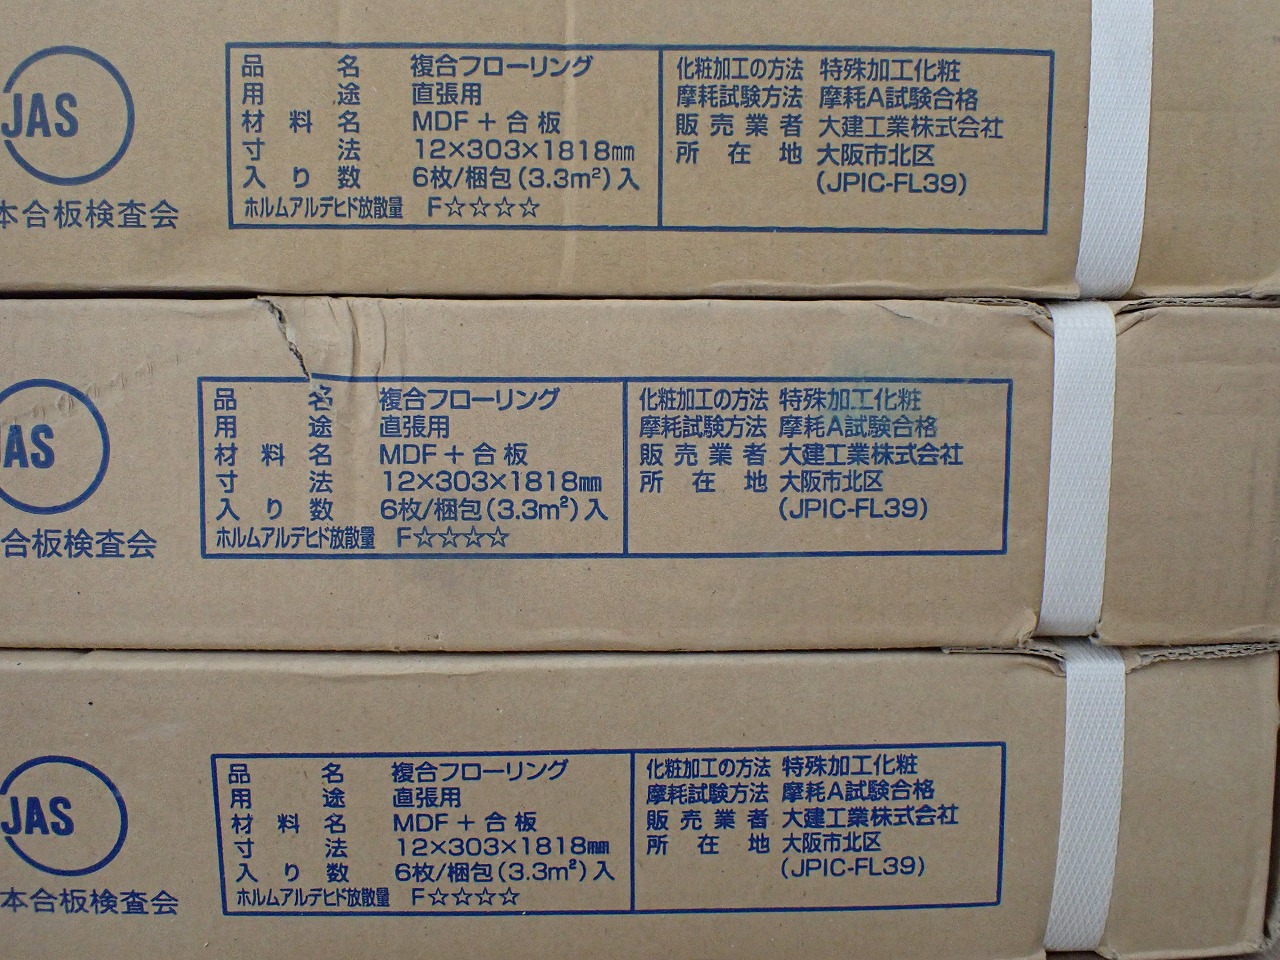 JAS
本合板検査会
品名 複合フローリング
用途 直張用
材料名 MDF+合板
寸法 12×303×1818mm
入り数 6枚/梱包(3.3m²)入
ホルムアルデヒド放散量 F☆☆☆☆
化粧加工の方法 特殊加工化粧
摩耗試験方法 摩耗A試験合格
販売業者 大建工業株式会社
所在地 大阪市北区
(JPIC-FL39)
JAS
合板検査会
品名 複合フローリング
用途 直張用
材料名 MDF+合板
寸法 12×303×1818mm
入り数 6枚/梱包(3.3m²)入
ホルムアルデヒド放散量 F☆☆☆☆
化粧加工の方法 特殊加工化粧
摩耗試験方法 摩耗A試験合格
販売業者 大建工業株式会社
所在地 大阪市北区
(JPIC-FL39)
JAS
本合板検査会
品名 複合フローリング
用途 直張用
材料名 MDF+合板
寸法 12×303×1818mm
入り数 6枚/梱包(3.3m²)入
ホルムアルデヒド放散量 F☆☆☆☆
化粧加工の方法 特殊加工化粧
摩耗試験方法 摩耗A試験合格
販売業者 大建工業株式会社
所在地 大阪市北区
(JPIC-FL39)